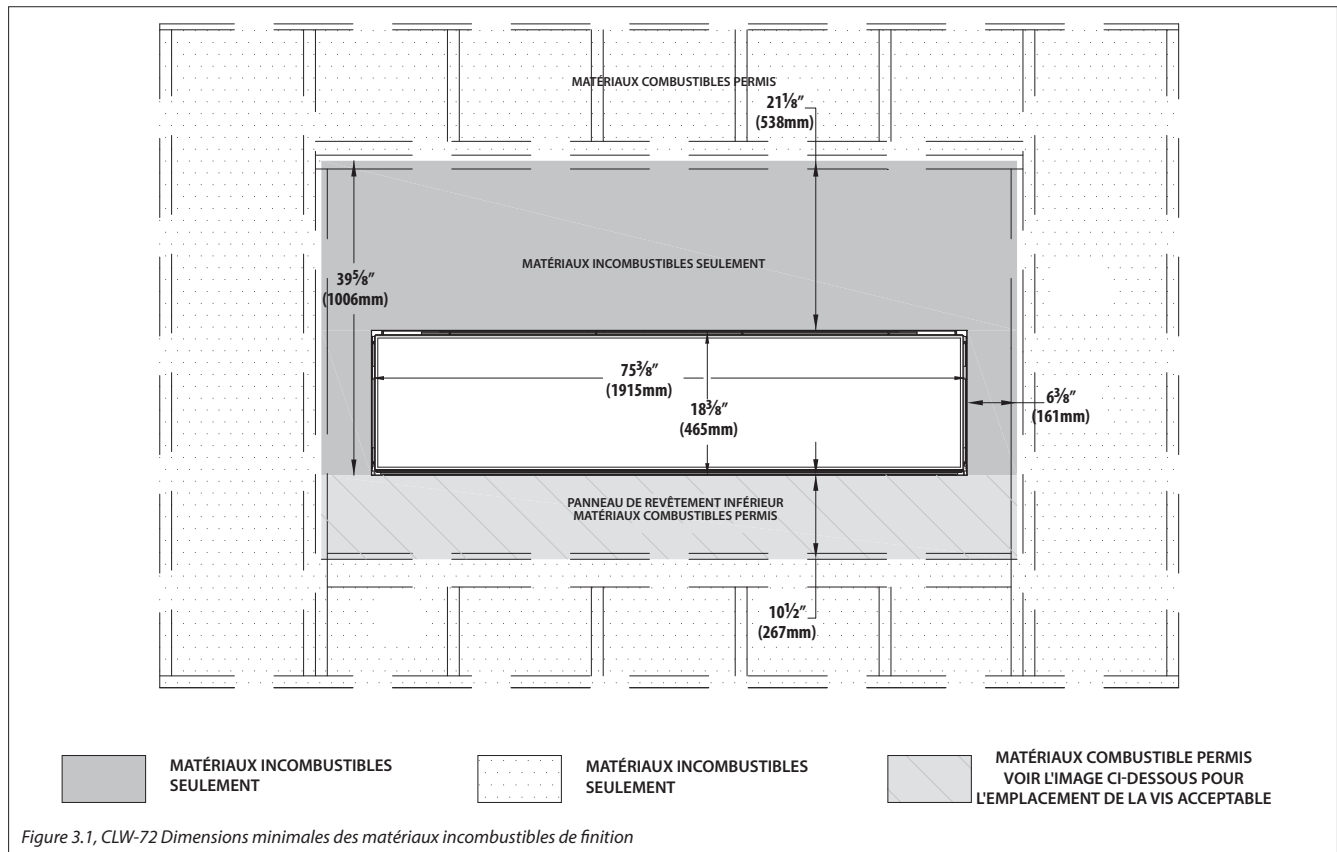 MATÉRIAUX COMBUSTIBLES PERMIS
21⅛″
(538mm)
MATÉRIAUX INCOMBUSTIBLES SEULEMENT
39⅝″
(1006mm)
75⅜″
(1915mm)
18⅜″
(465mm)
6⅜″
(161mm)
PANNEAU DE REVÊTEMENT INFÉRIEUR
MATÉRIAUX COMBUSTIBLES PERMIS
10½″
(267mm)
MATÉRIAUX INCOMBUSTIBLES
SEULEMENT
MATÉRIAUX INCOMBUSTIBLES
SEULEMENT
MATÉRIAUX COMBUSTIBLE PERMIS
VOIR L'IMAGE CI-DESSOUS POUR
L'EMPLACEMENT DE LA VIS ACCEPTABLE
Figure 3.1, CLW-72 Dimensions minimales des matériaux incombustibles de finition